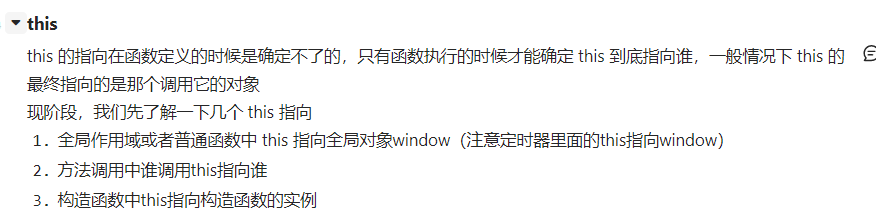 this
this 的指向在函数定义的时候是确定不了的，只有函数执行的时候才能确定 this 到底指向谁，一般情况下 this 的
最终指向的是那个调用它的对象
现阶段，我们先了解一下几个 this 指向
1. 全局作用域或者普通函数中 this 指向全局对象window（注意定时器里面的this指向window）
2. 方法调用中谁调用this指向谁
3. 构造函数中this指向构造函数的实例